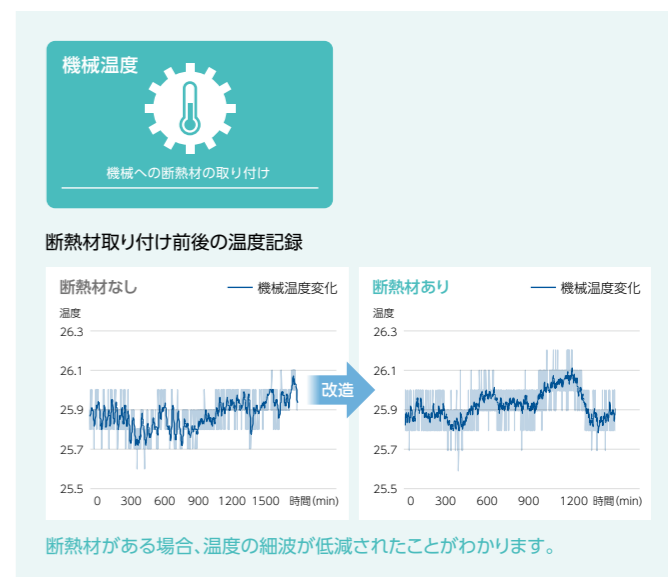 機械温度
機械への断熱材の取り付け
断熱材取り付け前後の温度記録
断熱材なし
機械温度変化
温度
26.3
26.1
25.9
25.7
25.5
0 300 600 900 1200 1500 時間(min)
改造
断熱材あり
機械温度変化
温度
26.3
26.1
25.9
25.7
25.5
0 300 600 900 1200 時間(min)
断熱材がある場合、温度の細波が低減されたことがわかります。